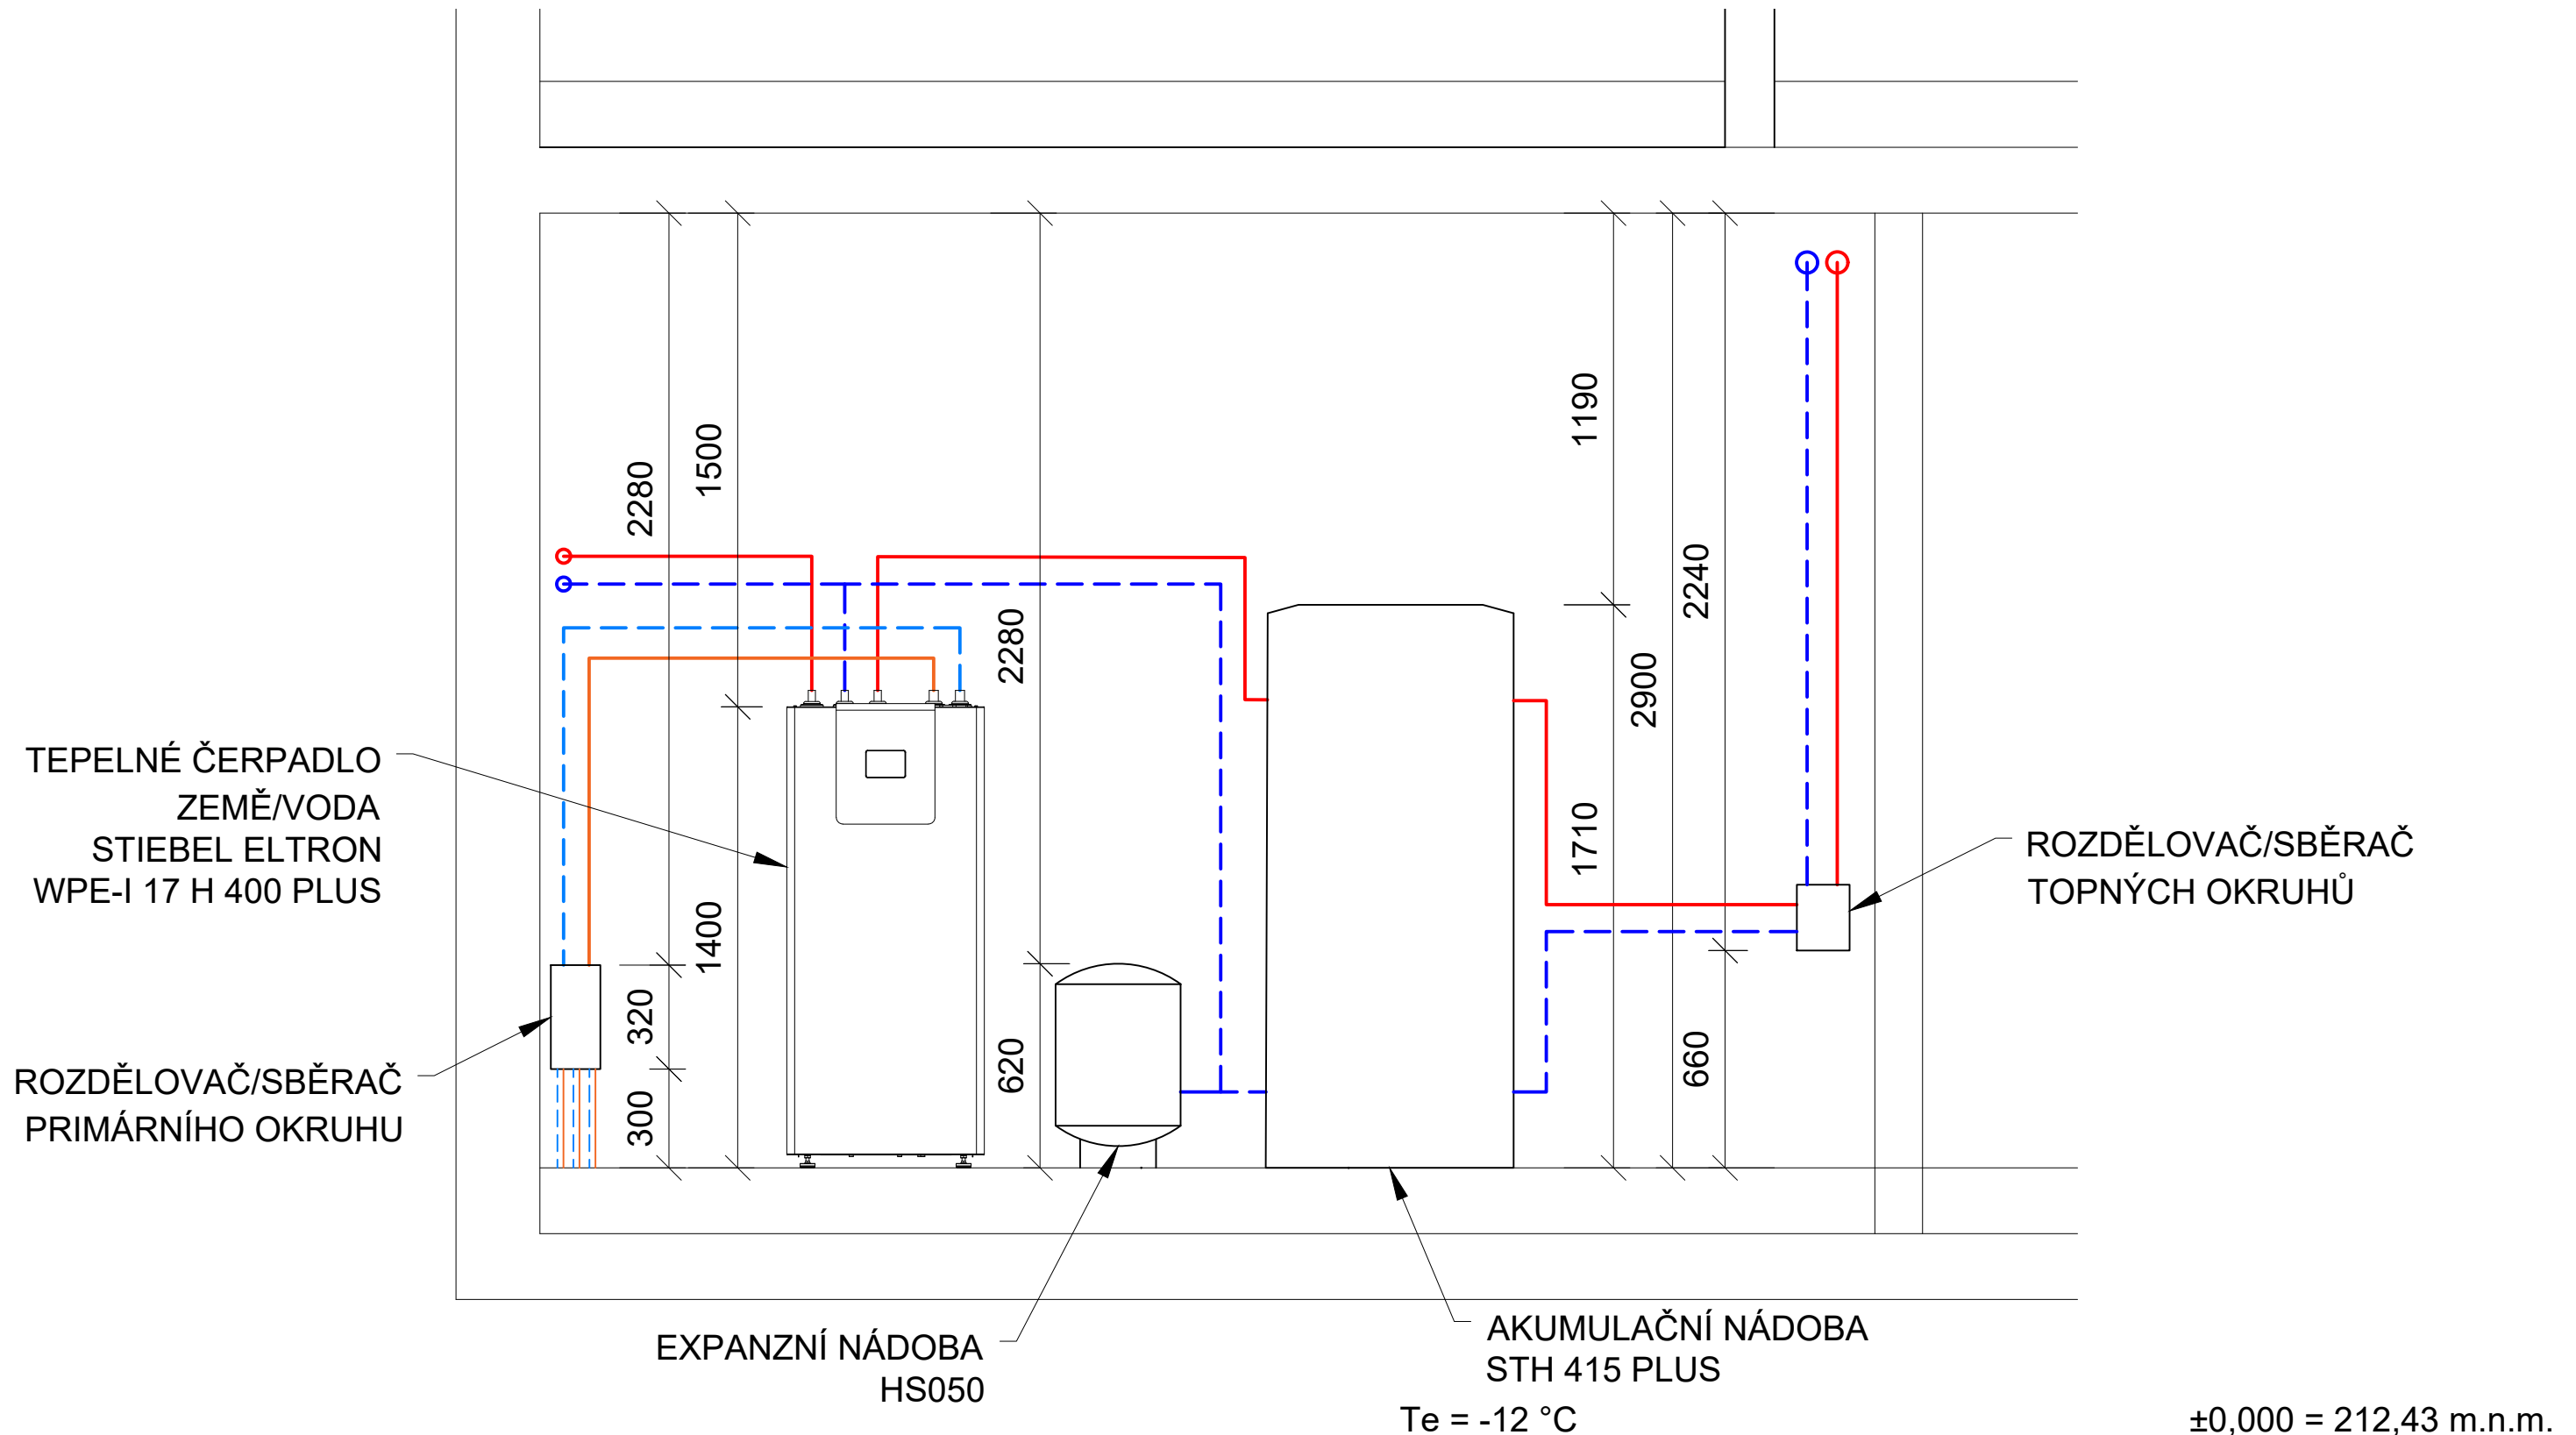 1190
1500
2280
2240
2280
2900
TEPELNÉ ČERPADLO
ZEMĚ/VODA
STIEBEL ELTRON
WPE-I 17 H 400 PLUS
1710
ROZDĚLOVAČ/SBĚRAČ
TOPNÝCH OKRUHŮ
1400
320
620
660
300
ROZDĚLOVAČ/SBĚRAČ
PRIMÁRNÍHO OKRUHU
EXPANZNÍ NÁDOBA
HS050
AKUMULAČNÍ NÁDOBA
STH 415 PLUS
Te = -12 °C
±0,000 = 212,43 m.n.m.